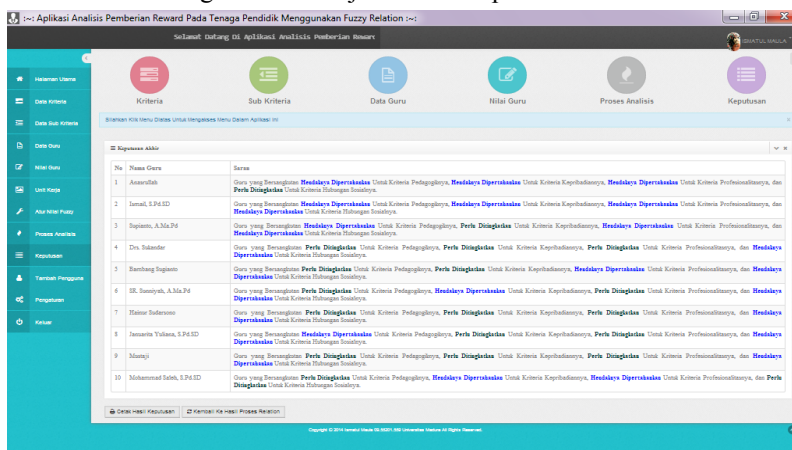 :~: Aplikasi Analisis Pemberian Reward Pada Tenaga Pendidik Menggunakan Fuzzy Relation :~:
Selamat Datang Di Aplikasi Analisis Pemberian Rewar
ISMATUL MAULA
Halaman Utama
Data Kriteria
Data Sub Kriteria
Data Guru
Nilai Guru
Unit Kerja
Atur Nilai Fuzzy
Proses Analisis
Keputusan
Tambah Pengguna
Pengaturan
Keluar
Kriteria
Sub Kriteria
Data Guru
Nilai Guru
Proses Analisis
Keputusan
Silahkan Klik Menu Diatas Untuk Mengakses Menu Dalam Aplikasi Ini
Keputusan Akhir
No Nama Guru Saran
1 Asnarullah Guru yang Bersangkutan Hendaknya Dipertahankan Untuk Kriteria Pedagogiknya, Hendaknya Dipertahankan Untuk Kriteria Kepribadiannya, Hendaknya Dipertahankan Untuk Kriteria Profesionalitasnya, dan
Perlu Ditingkatkan Untuk Kriteria Hubungan Sosialnya.
2 Ismail, S.Pd.SD Guru yang Bersangkutan Hendaknya Dipertahankan Untuk Kriteria Pedagogiknya, Hendaknya Dipertahankan Untuk Kriteria Kepribadiannya, Perlu Ditingkatkan Untuk Kriteria Profesionalitasnya, dan
Hendaknya Dipertahankan Untuk Kriteria Hubungan Sosialnya.
3 Supianto, A.Ma.Pd Guru yang Bersangkutan Hendaknya Dipertahankan Untuk Kriteria Pedagogiknya, Perlu Ditingkatkan Untuk Kriteria Kepribadiannya, Hendaknya Dipertahankan Untuk Kriteria Profesionalitasnya, dan
Hendaknya Dipertahankan Untuk Kriteria Hubungan Sosialnya.
4 Drs. Sukandar Guru yang Bersangkutan Perlu Ditingkatkan Untuk Kriteria Pedagogiknya, Perlu Ditingkatkan Untuk Kriteria Kepribadiannya, Perlu Ditingkatkan Untuk Kriteria Profesionalitasnya, dan Hendaknya
Dipertahankan Untuk Kriteria Hubungan Sosialnya.
5 Bambang Sugianto Guru yang Bersangkutan Perlu Ditingkatkan Untuk Kriteria Pedagogiknya, Perlu Ditingkatkan Untuk Kriteria Kepribadiannya, Hendaknya Dipertahankan Untuk Kriteria Profesionalitasnya, dan Hendaknya
Dipertahankan Untuk Kriteria Hubungan Sosialnya.
6 SR. Sanniyah, A.Ma.Pd Guru yang Bersangkutan Perlu Ditingkatkan Untuk Kriteria Pedagogiknya, Hendaknya Dipertahankan Untuk Kriteria Kepribadiannya, Perlu Ditingkatkan Untuk Kriteria Profesionalitasnya, dan Hendaknya
Dipertahankan Untuk Kriteria Hubungan Sosialnya.
7 Hainur Sudarsono Guru yang Bersangkutan Perlu Ditingkatkan Untuk Kriteria Pedagogiknya, Perlu Ditingkatkan Untuk Kriteria Kepribadiannya, Perlu Ditingkatkan Untuk Kriteria Profesionalitasnya, dan Hendaknya
Dipertahankan Untuk Kriteria Hubungan Sosialnya.
8 Yuliana, S.Pd.SD Guru yang Bersangkutan Hendaknya Dipertahankan Untuk Kriteria Pedagogiknya, Perlu Ditingkatkan Untuk Kriteria Kepribadiannya, Perlu Ditingkatkan Untuk Kriteria Profesionalitasnya, dan Hendaknya
Dipertahankan Untuk Kriteria Hubungan Sosialnya.
9 Mastaji Guru yang Bersangkutan Perlu Ditingkatkan Untuk Kriteria Pedagogiknya, Perlu Ditingkatkan Untuk Kriteria Kepribadiannya, Perlu Ditingkatkan Untuk Kriteria Profesionalitasnya, dan Hendaknya
Dipertahankan Untuk Kriteria Hubungan Sosialnya.
10 Mohammad Saleh, S.Pd.SD Guru yang Bersangkutan Perlu Ditingkatkan Untuk Kriteria Pedagogiknya, Hendaknya Dipertahankan Untuk Kriteria Kepribadiannya, Hendaknya Dipertahankan Untuk Kriteria Profesionalitasnya, dan Perlu
Ditingkatkan Untuk Kriteria Hubungan Sosialnya.
Cetak Hasil Keputusan Kembali Ke Hasil Proses Relation
Copyright © 2014 Ismatul Maula Universitas Madura All Rights Reserved.